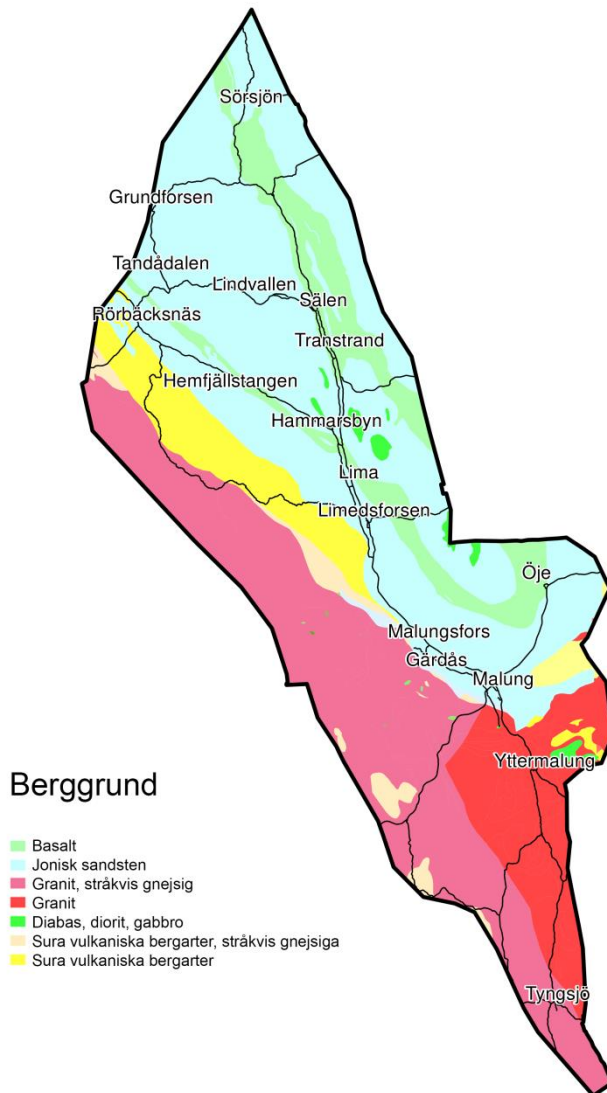 Sörsjön
Grundforsen
Tandådalen
Lindvallen
Sälen
Rörbäcksnäs
Transtrand
Hemfjällstangen
Hammarsbyn
Lima
Limedsforsen
Öje
Malungsfors
Gärdås
Malung
Yttermalung
Tyngsjö
Berggrund
Basalt
Jonisk sandsten
Granit, stråkvis gnejsig
Granit
Diabas, diorit, gabbro
Sura vulkaniska bergarter, stråkvis gnejsiga
Sura vulkaniska bergarter